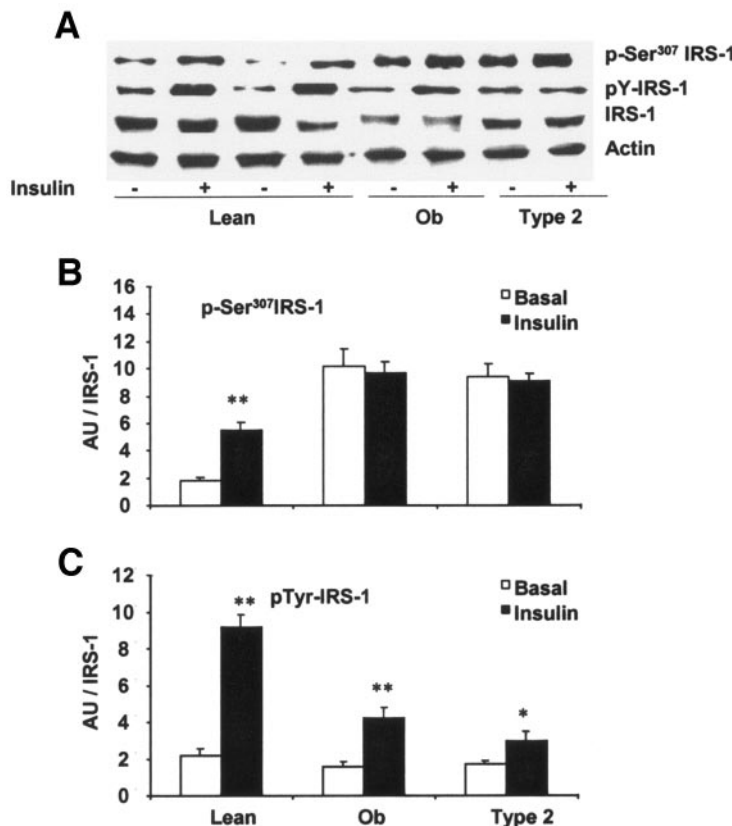 A
p-Ser³⁰⁷ IRS-1
pY-IRS-1
IRS-1
Actin
Insulin - + - + - + - +
Lean Ob Type 2
B
p-Ser³⁰⁷IRS-1
Basal
Insulin
AU / IRS-1
16
14
12
10
8
6
4
2
0
**
C
pTyr-IRS-1
Basal
Insulin
AU / IRS-1
12
10
8
6
4
2
0
**
**
*
Lean Ob Type 2